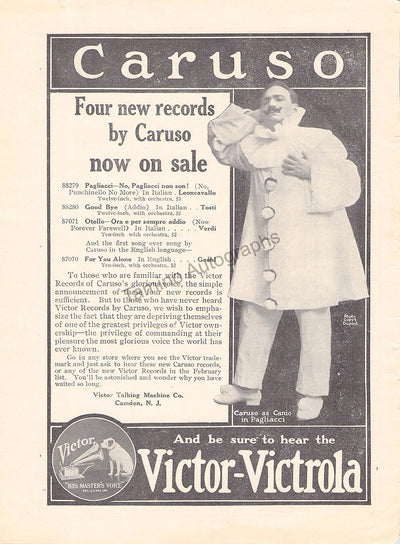 Caruso
Four new records
by Caruso
now on sale
88279 Pagliacci—No, Pagliacci non son! (No,
Punchinello No More) In Italian . Leoncavallo
Twelve-inch, with orchestra, $3
88280 Good Bye (Addio) In Italian . . Tosti
Twelve-inch, with orchestra, $3
87071 Otello—Ora e per sempre addio (Now
Forever Farewell) In Italian . . . . . Verdi
Ten-inch, with orchestra, $2
And the first song ever sung by
Caruso in the English language—
87070 For You Alone In English . . . . Geehl
Ten-inch, with orchestra, $2
To those who are familiar with the Victor
Records of Caruso's glorious voice, the simple
announcement of these four new records is
sufficient. But to those who have never heard
Victor Records by Caruso, we wish to empha-
size the fact that they are depriving themselves
of one of the greatest privileges of Victor own-
ership—the privilege of commanding at their
pleasure the most glorious voice the world has
ever known.
Go in any store where you see the Victor trade-
mark and just ask to hear these new Caruso records,
or any of the new Victor Records in the February
list. You'll be astonished and wonder why you have
waited so long.
Victor Talking Machine Co.
Camden, N. J.
Photo
Copy't
Dupont
Caruso as Canio
in Pagliacci
Victor
"HIS MASTER'S VOICE"
REG. U.S. PAT. OFF.
And be sure to hear the
Victor-Victrola
Tamino Autographs